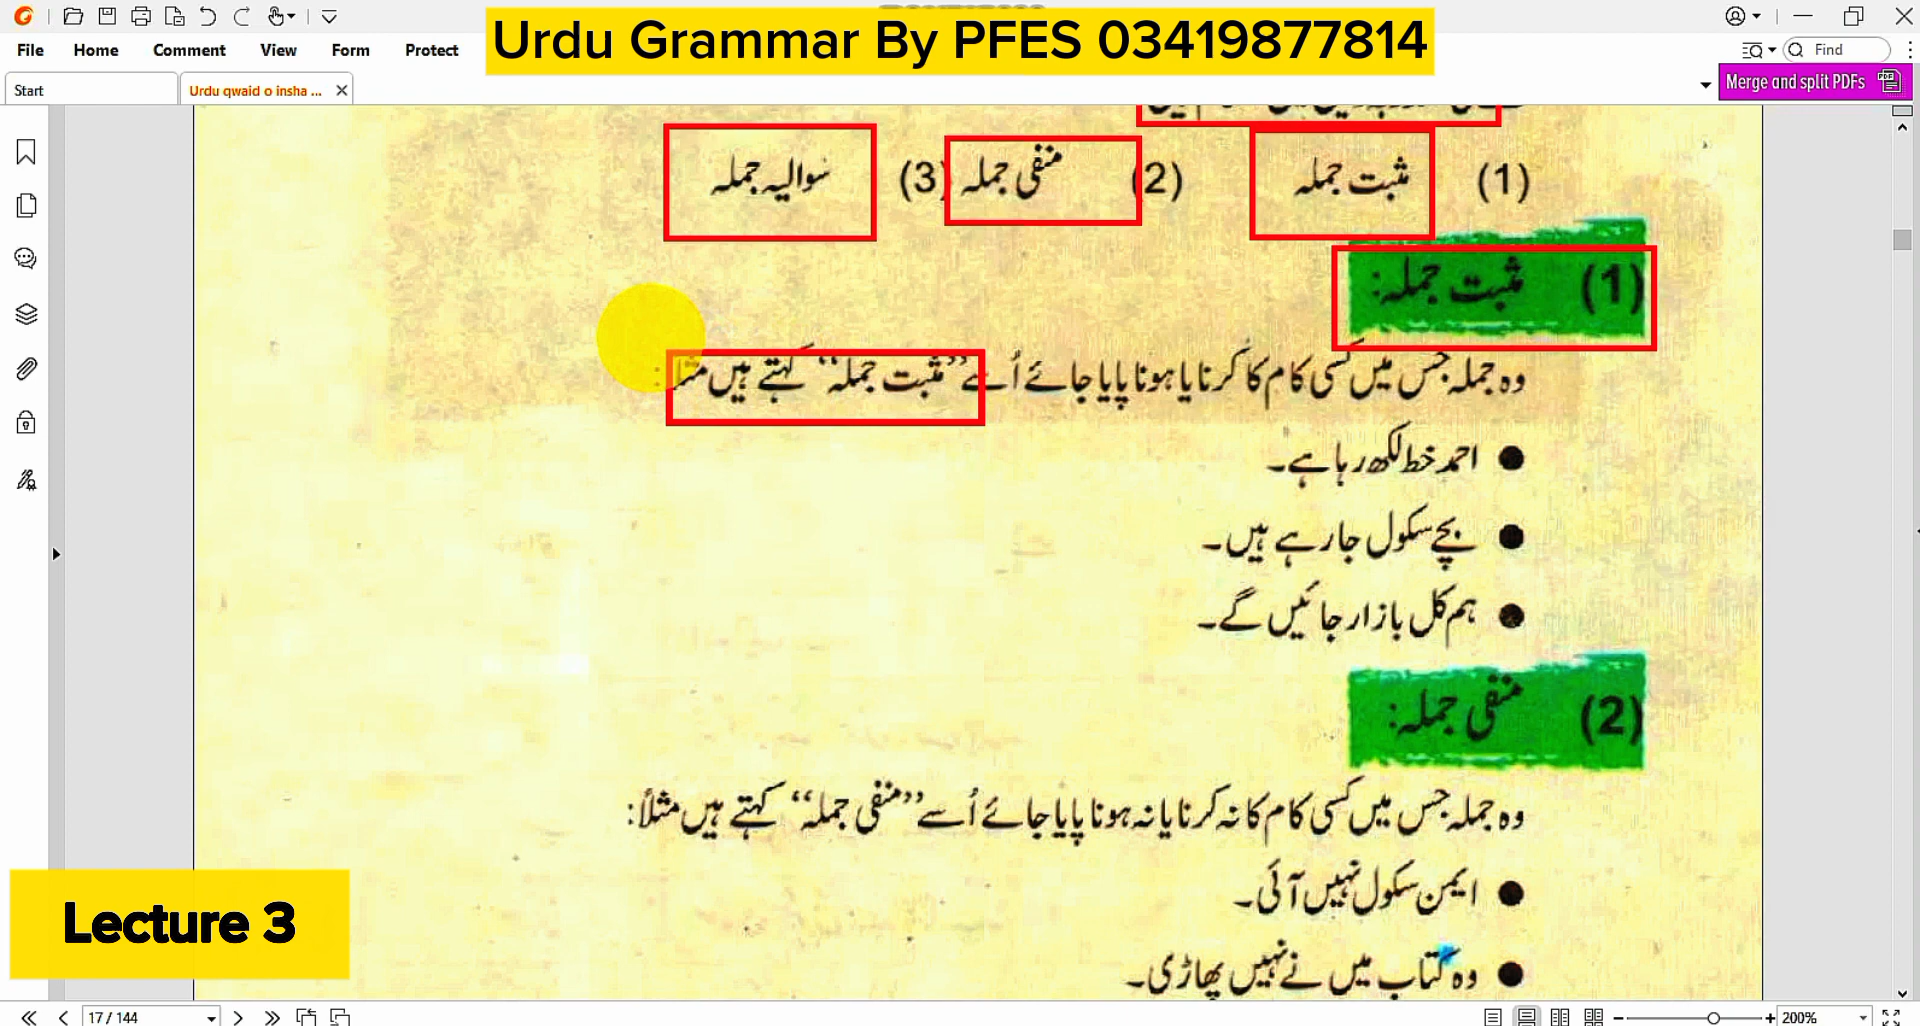 Urdu Grammar By PFES 03419877814
File Home Comment View Form Protect
Find
Start
Urdu qwaid o insha ...
Merge and split PDFs
(1) مثبت جملہ (2) منفی جملہ (3) سوالیہ جملہ
(1) مثبت جملہ:
وہ جملہ جس میں کسی کام کا کرنا یا ہونا پایا جائے اُسے ”مثبت جملہ“ کہتے ہیں مثلاً:
● احمد خط لکھ رہا ہے۔
● بچے سکول جا رہے ہیں۔
● ہم کل بازار جائیں گے۔
(2) منفی جملہ:
وہ جملہ جس میں کسی کام کا نہ کرنا یا نہ ہونا پایا جائے اُسے ”منفی جملہ“ کہتے ہیں مثلاً:
● ایمن سکول نہیں آئی۔
● وہ کتاب میں نے نہیں پھاڑی۔
Lecture 3
17 / 144
200%